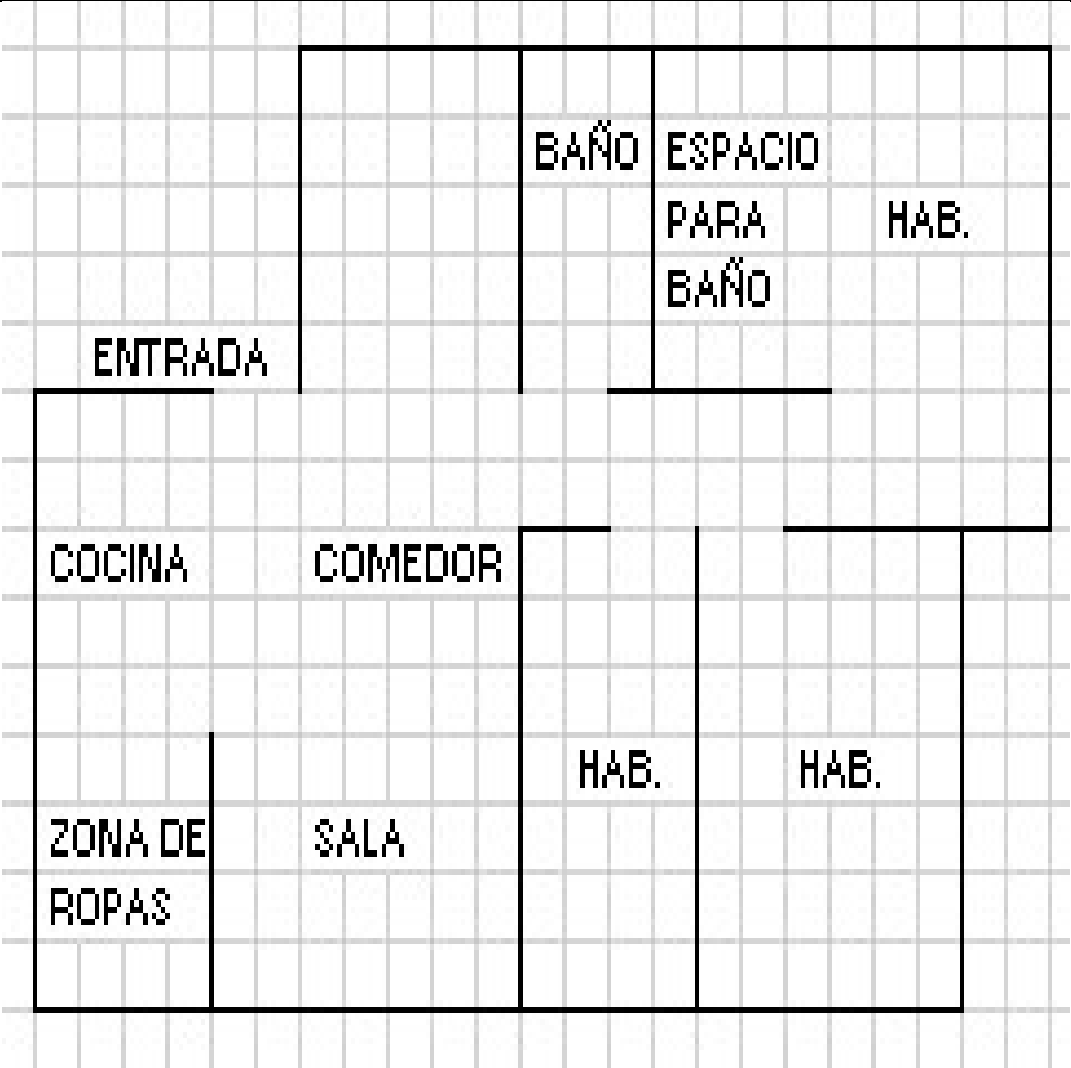 BAÑO
ESPACIO
PARA
BAÑO
HAB.
ENTRADA
COCINA
COMEDOR
HAB.
HAB.
ZONA DE
ROPAS
SALA